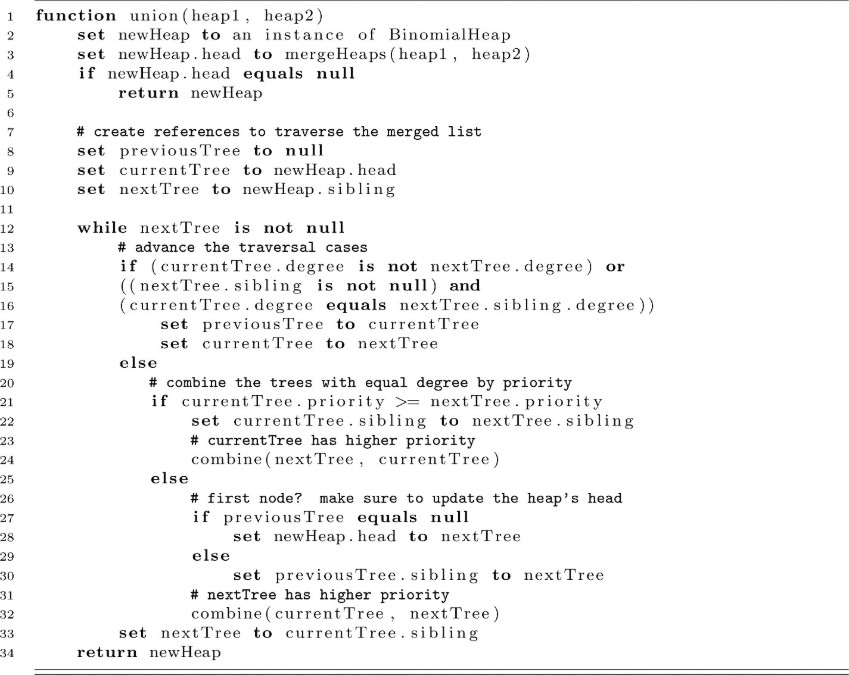 1 function union(heap1, heap2)
2 set newHeap to an instance of BinomialHeap
3 set newHeap.head to mergeHeaps(heap1, heap2)
4 if newHeap.head equals null
5 return newHeap
6
7 # create references to traverse the merged list
8 set previousTree to null
9 set currentTree to newHeap.head
10 set nextTree to newHeap.sibling
11
12 while nextTree is not null
13 # advance the traversal cases
14 if (currentTree.degree is not nextTree.degree) or
15 ((nextTree.sibling is not null) and
16 (currentTree.degree equals nextTree.sibling.degree))
17 set previousTree to currentTree
18 set currentTree to nextTree
19 else
20 # combine the trees with equal degree by priority
21 if currentTree.priority >= nextTree.priority
22 set currentTree.sibling to nextTree.sibling
23 # currentTree has higher priority
24 combine(nextTree, currentTree)
25 else
26 # first node? make sure to update the heap's head
27 if previousTree equals null
28 set newHeap.head to nextTree
29 else
30 set previousTree.sibling to nextTree
31 # nextTree has higher priority
32 combine(currentTree, nextTree)
33 set nextTree to currentTree.sibling
34 return newHeap